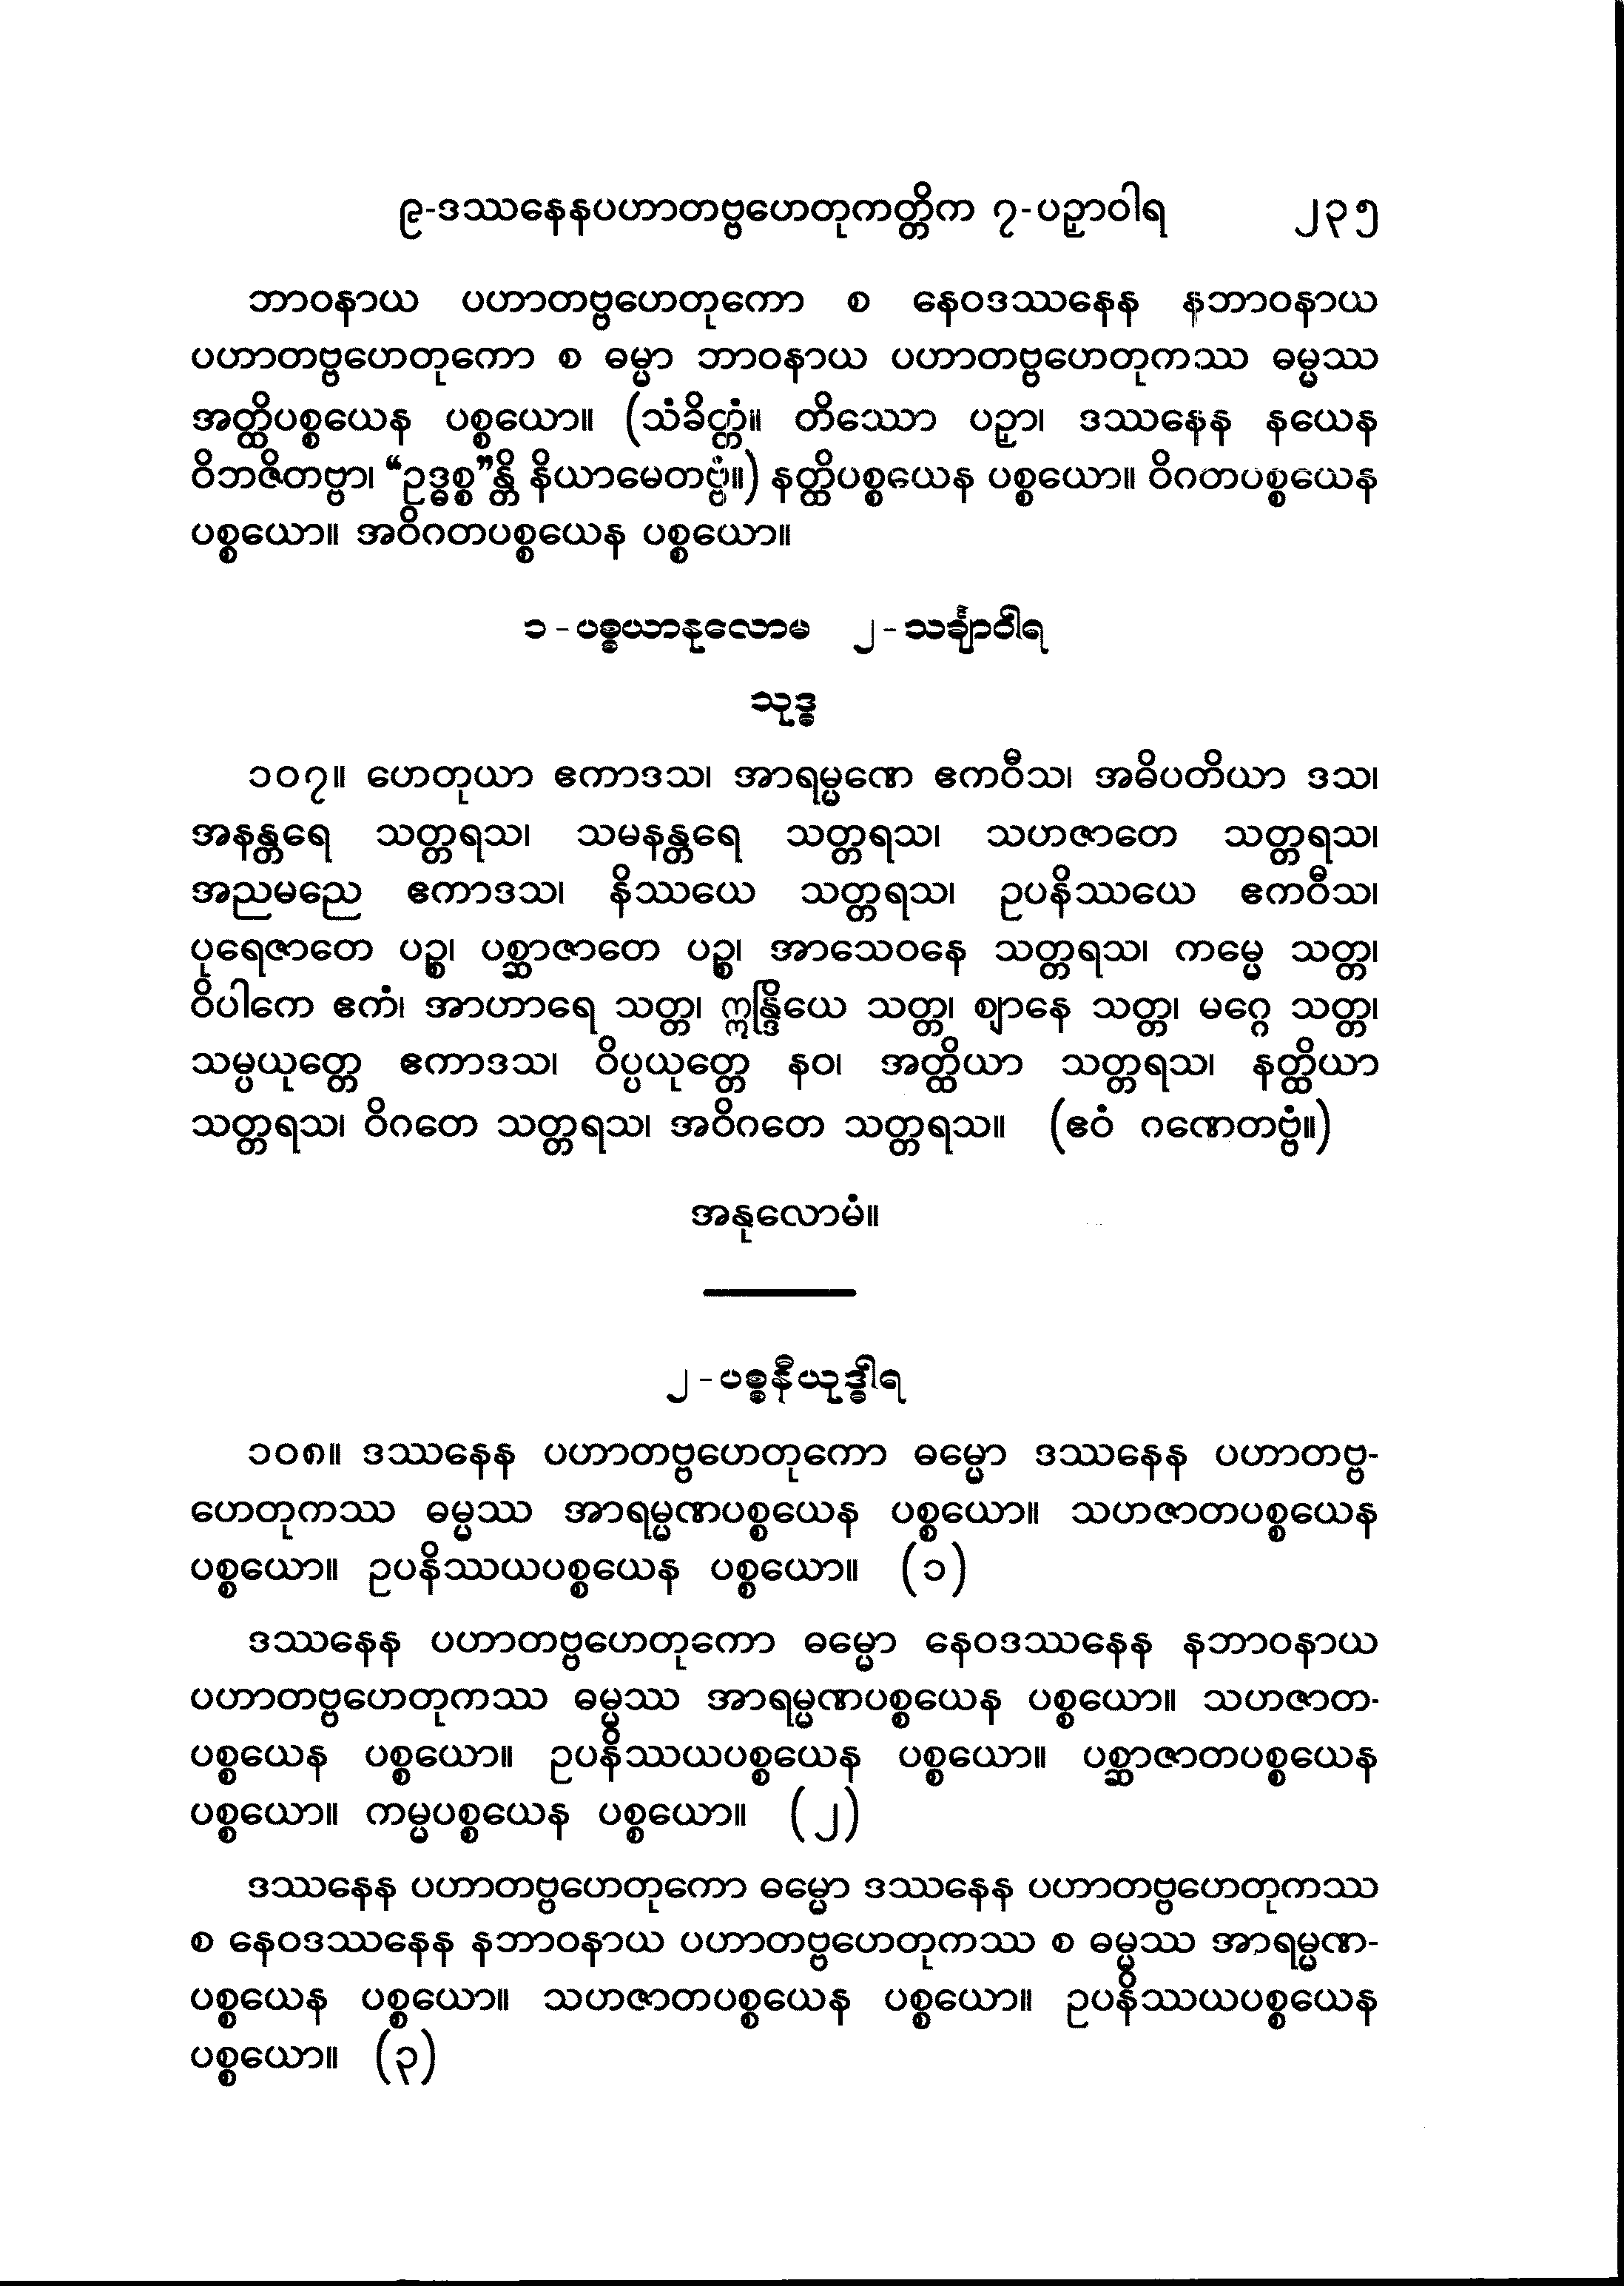 ၉-ဒဿနေနပဟာတဗ္ဗဟေတုကတ္တိက ၇-ပဉှာဝါရ ၂၃၅
ဘာဝနာယ ပဟာတဗ္ဗဟေတုကော စ နေဝဒဿနေန နဘာဝနာယ
ပဟာတဗ္ဗဟေတုကော စ ဓမ္မာ ဘာဝနာယ ပဟာတဗ္ဗဟေတုကဿ ဓမ္မဿ
အတ္ထိပစ္စယေန ပစ္စယော။ (သံခိတ္တံ။ တိဿော ပဉှာ၊ ဒဿနေန နယေန
ဝိဘဇိတဗ္ဗာ၊ “ဥဒ္ဓစ္စ”န္တိ နိယာမေတဗ္ဗံ။) နတ္ထိပစ္စယေန ပစ္စယော။ ဝိဂတပစ္စယေန
ပစ္စယော။ အဝိဂတပစ္စယေန ပစ္စယော။
၁-ပစ္စယာနုလောမ ၂-သင်္ချာဝါရ
သုဒ္ဓ
၁၀၇။ ဟေတုယာ ဧကာဒသ၊ အာရမ္မဏေ ဧကဝီသ၊ အဓိပတိယာ ဒသ၊
အနန္တရေ သတ္တရသ၊ သမနန္တရေ သတ္တရသ၊ သဟဇာတေ သတ္တရသ၊
အညမညေ ဧကာဒသ၊ နိဿယေ သတ္တရသ၊ ဥပနိဿယေ ဧကဝီသ၊
ပုရေဇာတေ ပဉ္စ၊ ပစ္ဆာဇာတေ ပဉ္စ၊ အာသေဝနေ သတ္တရသ၊ ကမ္မေ သတ္တ၊
ဝိပါကေ ဧကံ၊ အာဟာရေ သတ္တ၊ ဣန္ဒြိယေ သတ္တ၊ ဈာနေ သတ္တ၊ မဂ္ဂေ သတ္တ၊
သမ္ပယုတ္တေ ဧကာဒသ၊ ဝိပ္ပယုတ္တေ နဝ၊ အတ္ထိယာ သတ္တရသ၊ နတ္ထိယာ
သတ္တရသ၊ ဝိဂတေ သတ္တရသ၊ အဝိဂတေ သတ္တရသ။ (ဧဝံ ဂဏေတဗ္ဗံ။)
အနုလောမံ။
၂-ပစ္စနီယုဒ္ဓါရ
၁၀၈။ ဒဿနေန ပဟာတဗ္ဗဟေတုကော ဓမ္မော ဒဿနေန ပဟာတဗ္ဗ-
ဟေတုကဿ ဓမ္မဿ အာရမ္မဏပစ္စယေန ပစ္စယော။ သဟဇာတပစ္စယေန
ပစ္စယော။ ဥပနိဿယပစ္စယေန ပစ္စယော။ (၁)
ဒဿနေန ပဟာတဗ္ဗဟေတုကော ဓမ္မော နေဝဒဿနေန နဘာဝနာယ
ပဟာတဗ္ဗဟေတုကဿ ဓမ္မဿ အာရမ္မဏပစ္စယေန ပစ္စယော။ သဟဇာတ-
ပစ္စယေန ပစ္စယော။ ဥပနိဿယပစ္စယေန ပစ္စယော။ ပစ္ဆာဇာတပစ္စယေန
ပစ္စယော။ ကမ္မပစ္စယေန ပစ္စယော။ (၂)
ဒဿနေန ပဟာတဗ္ဗဟေတုကော ဓမ္မော ဒဿနေန ပဟာတဗ္ဗဟေတုကဿ
စ နေဝဒဿနေန နဘာဝနာယ ပဟာတဗ္ဗဟေတုကဿ စ ဓမ္မဿ အာရမ္မဏ-
ပစ္စယေန ပစ္စယော။ သဟဇာတပစ္စယေန ပစ္စယော။ ဥပနိဿယပစ္စယေန
ပစ္စယော။ (၃)